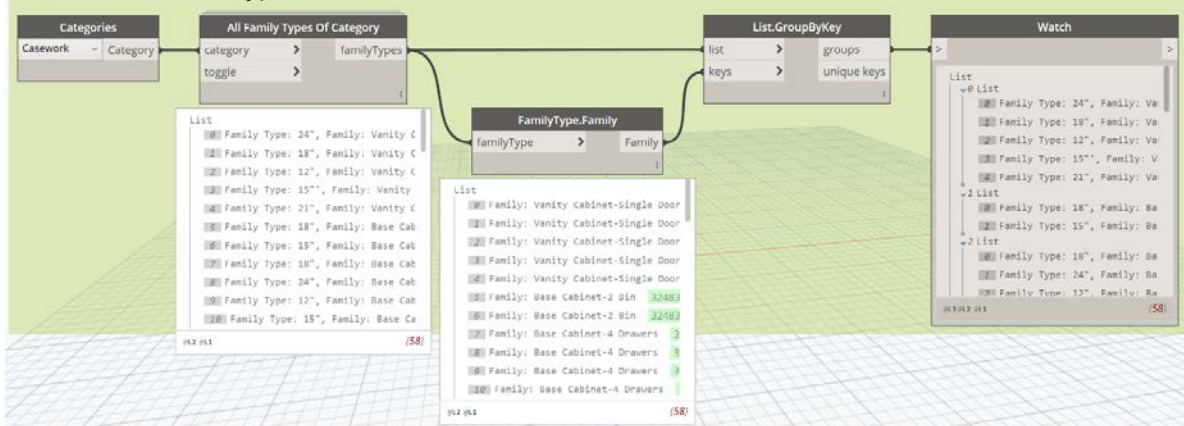 Categories
Casework Category
All Family Types Of Category
category > familyTypes
toggle >
List
0 Family Type: 24", Family: Vanity C
1 Family Type: 18", Family: Vanity C
2 Family Type: 12", Family: Vanity C
3 Family Type: 15"', Family: Vanity
4 Family Type: 21", Family: Vanity C
5 Family Type: 18", Family: Base Cab
6 Family Type: 15", Family: Base Cab
7 Family Type: 18", Family: Base Cab
8 Family Type: 24", Family: Base Cab
9 Family Type: 12", Family: Base Cab
10 Family Type: 15", Family: Base Ca
@L2 @L1 {58}
FamilyType.Family
familyType > Family
List
0 Family: Vanity Cabinet-Single Door
1 Family: Vanity Cabinet-Single Door
2 Family: Vanity Cabinet-Single Door
3 Family: Vanity Cabinet-Single Door
4 Family: Vanity Cabinet-Single Door
5 Family: Base Cabinet-2 Bin 32483
6 Family: Base Cabinet-2 Bin 32483
7 Family: Base Cabinet-4 Drawers 3
8 Family: Base Cabinet-4 Drawers 3
9 Family: Base Cabinet-4 Drawers 3
10 Family: Base Cabinet-4 Drawers
@L2 @L1 {58}
List.GroupByKey
list > groups
keys > unique keys
Watch
> >
List
0 List
0 Family Type: 24", Family: Va
1 Family Type: 18", Family: Va
2 Family Type: 12", Family: Va
3 Family Type: 15"', Family: V
4 Family Type: 21", Family: Va
1 List
0 Family Type: 18", Family: Ba
1 Family Type: 15", Family: Ba
2 List
0 Family Type: 18", Family: Ba
1 Family Type: 24", Family: Ba
2 Family Type: 12", Family: Ba
@L3 @L2 @L1 {58}